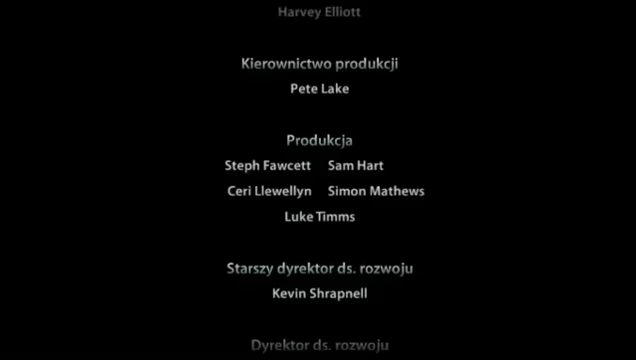 Harvey Elliott
Kierownictwo produkcji
Pete Lake
Produkcja
Steph Fawcett Sam Hart
Ceri Llewellyn Simon Mathews
Luke Timms
Starszy dyrektor ds. rozwoju
Kevin Shrapnell
Dyrektor ds. rozwoju